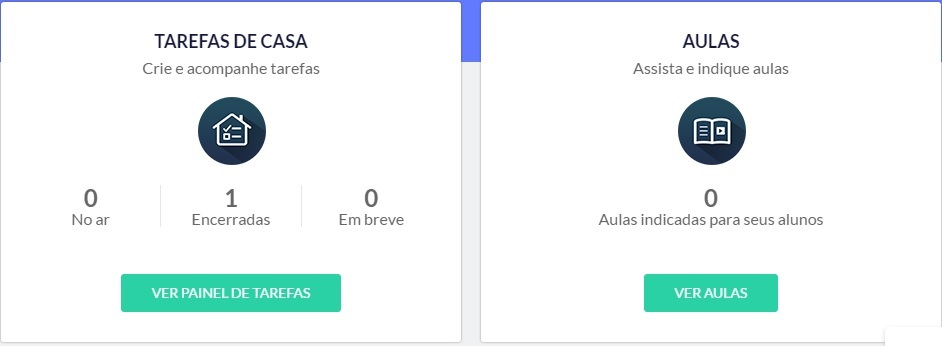 TAREFAS DE CASA
Crie e acompanhe tarefas
0
No ar
1
Encerradas
0
Em breve
VER PAINEL DE TAREFAS
AULAS
Assista e indique aulas
0
Aulas indicadas para seus alunos
VER AULAS